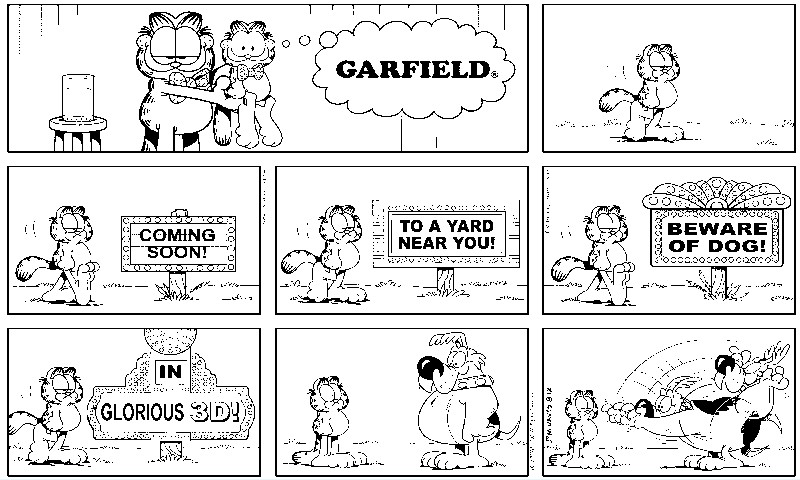 GARFIELD®
COMING
SOON!
TO A YARD
NEAR YOU!
BEWARE
OF DOG!
IN
GLORIOUS 3D!